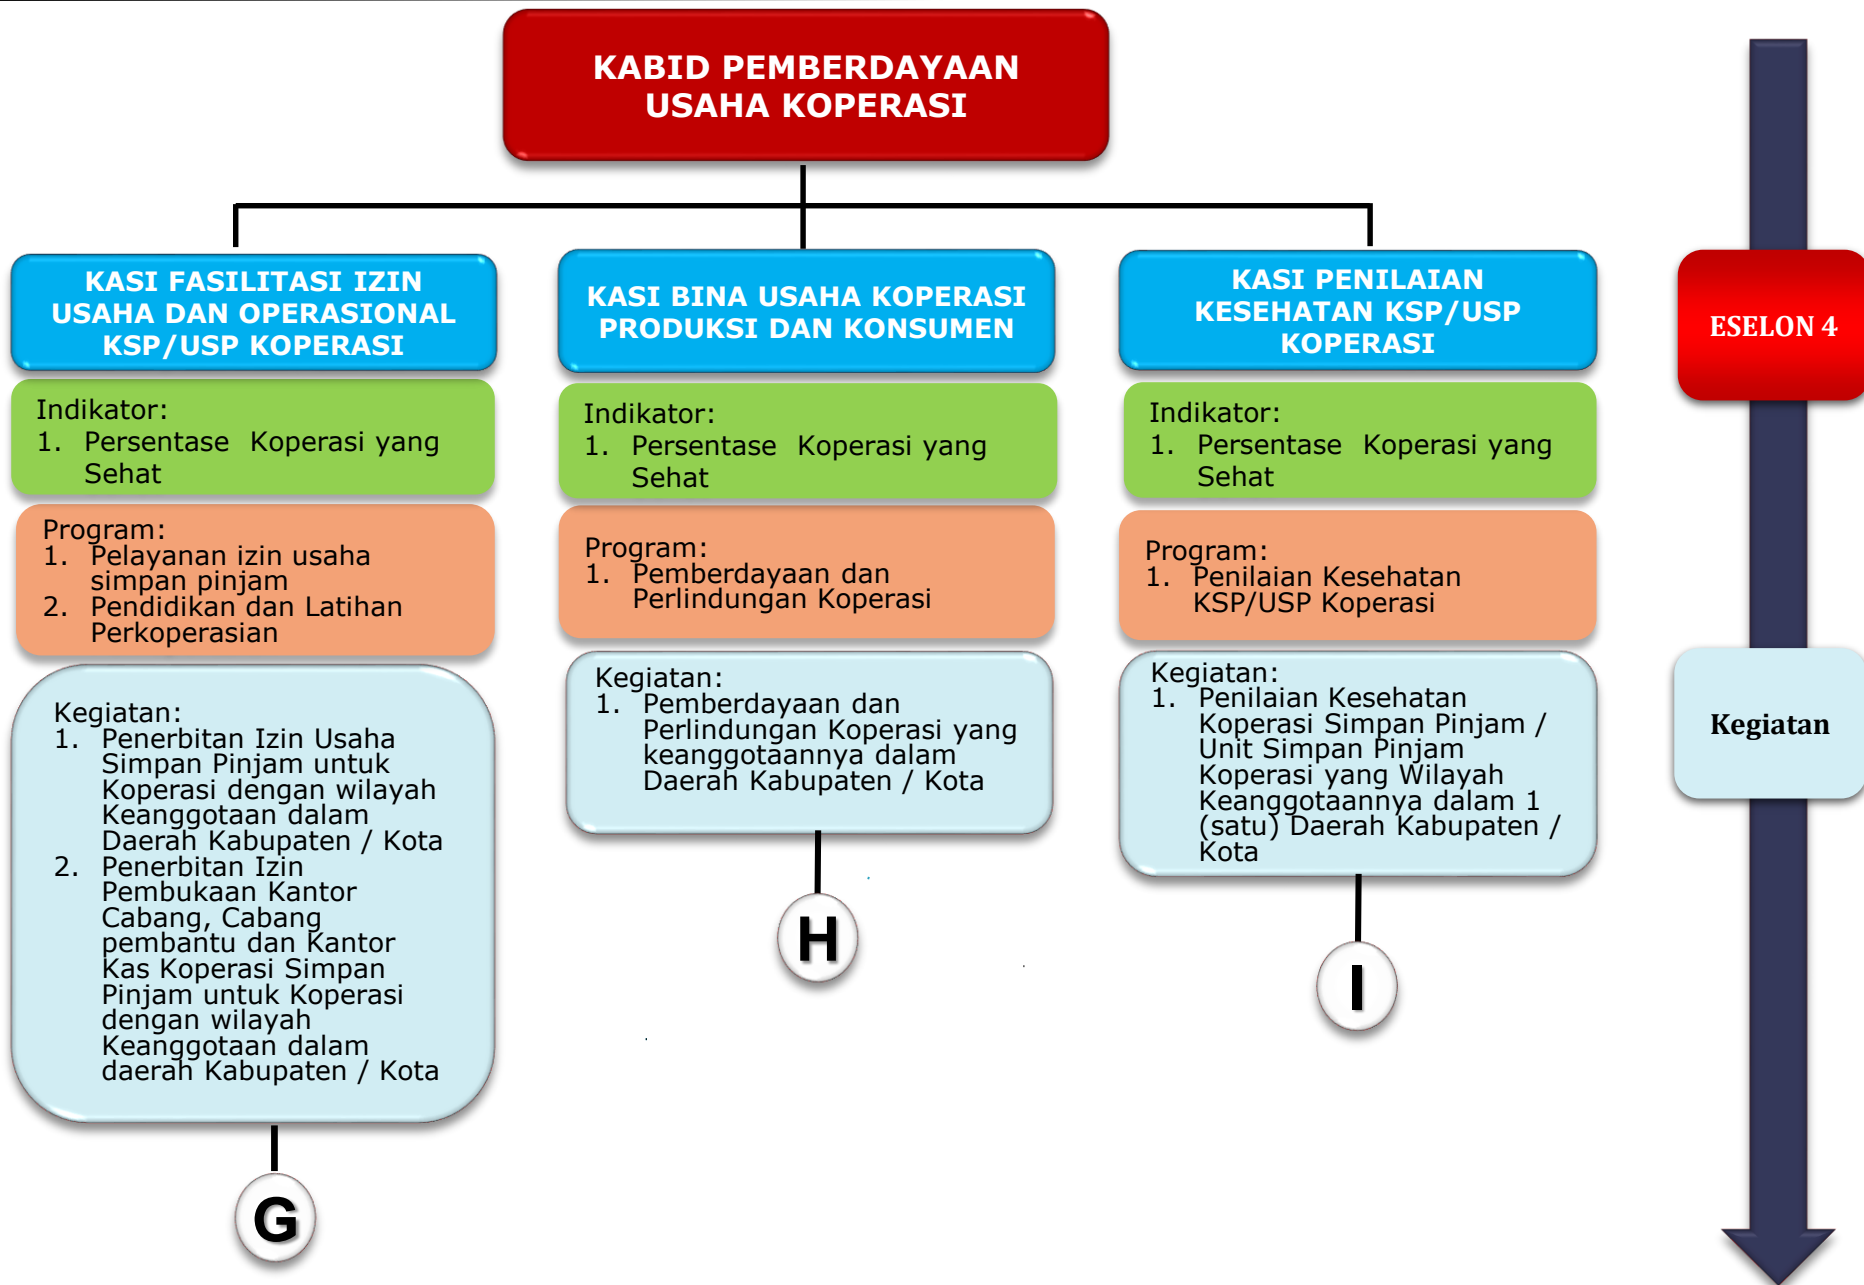 KABID PEMBERDAYAAN
USAHA KOPERASI
KASI FASILITASI IZIN
USAHA DAN OPERASIONAL
KSP/USP KOPERASI
Indikator:
1. Persentase Koperasi yang
Sehat
Program:
1. Pelayanan izin usaha
simpan pinjam
2. Pendidikan dan Latihan
Perkoperasian
Kegiatan:
1. Penerbitan Izin Usaha
Simpan Pinjam untuk
Koperasi dengan wilayah
Keanggotaan dalam
Daerah Kabupaten / Kota
2. Penerbitan Izin
Pembukaan Kantor
Cabang, Cabang
pembantu dan Kantor
Kas Koperasi Simpan
Pinjam untuk Koperasi
dengan wilayah
Keanggotaan dalam
daerah Kabupaten / Kota
G
KASI BINA USAHA KOPERASI
PRODUKSI DAN KONSUMEN
Indikator:
1. Persentase Koperasi yang
Sehat
Program:
1. Pemberdayaan dan
Perlindungan Koperasi
Kegiatan:
1. Pemberdayaan dan
Perlindungan Koperasi yang
keanggotaannya dalam
Daerah Kabupaten / Kota
H
KASI PENILAIAN
KESEHATAN KSP/USP
KOPERASI
Indikator:
1. Persentase Koperasi yang
Sehat
Program:
1. Penilaian Kesehatan
KSP/USP Koperasi
Kegiatan:
1. Penilaian Kesehatan
Koperasi Simpan Pinjam /
Unit Simpan Pinjam
Koperasi yang Wilayah
Keanggotaannya dalam 1
(satu) Daerah Kabupaten /
Kota
I
ESELON 4
Kegiatan